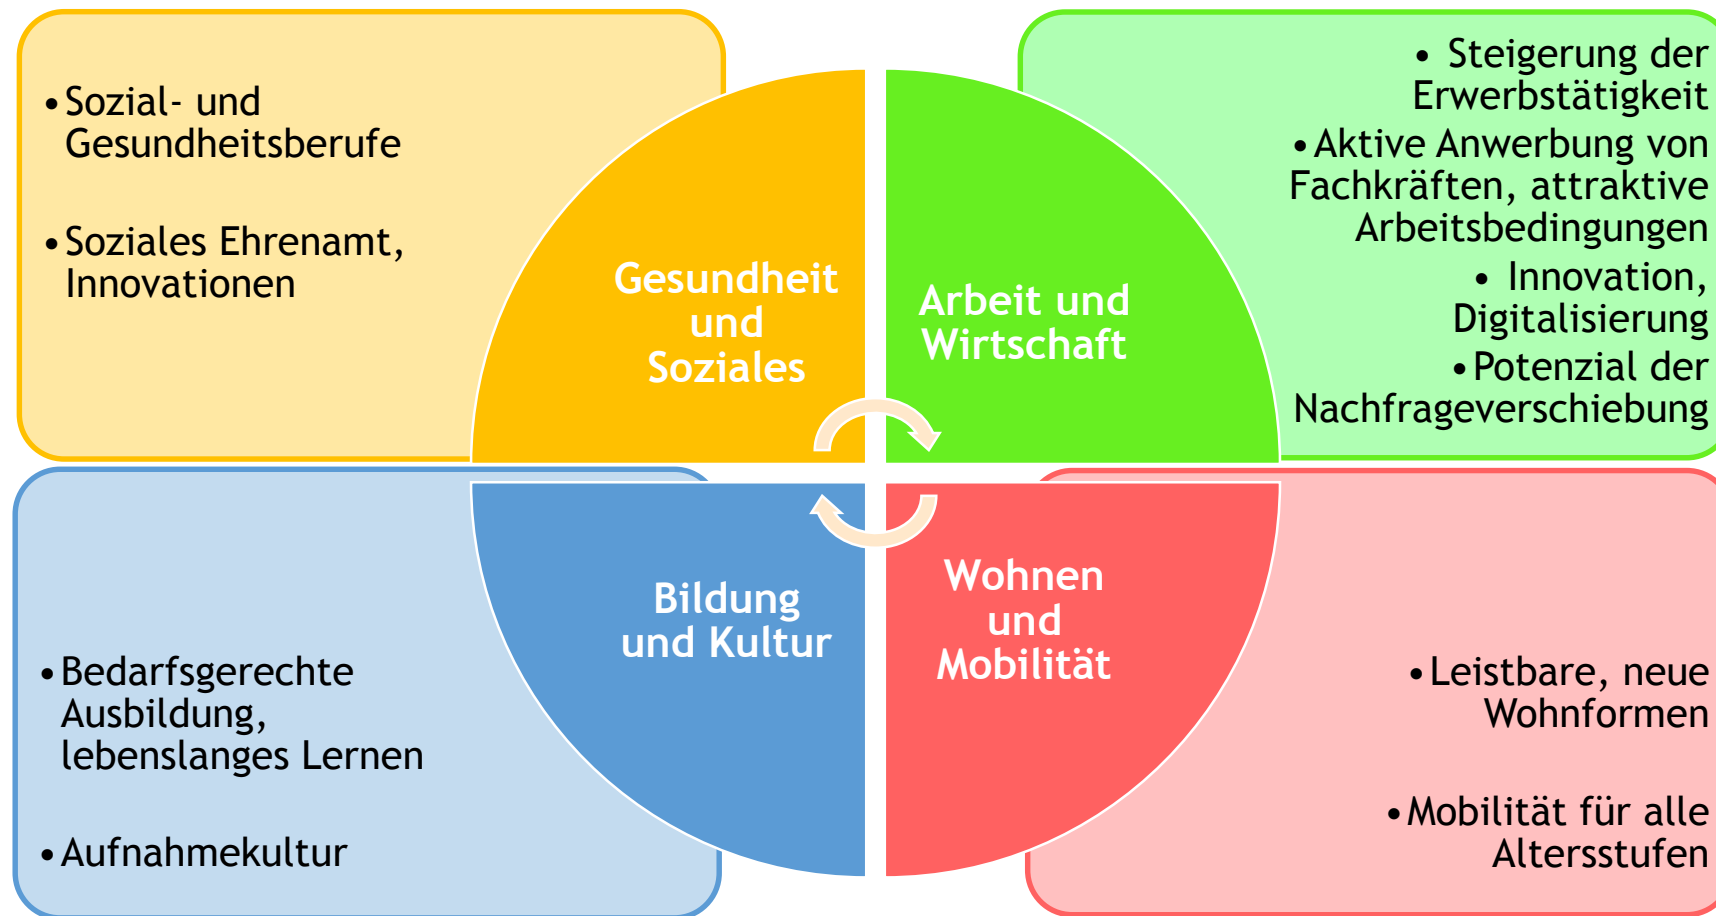 • Sozial- und
Gesundheitsberufe
• Soziales Ehrenamt,
Innovationen
Gesundheit
und
Soziales
Arbeit und
Wirtschaft
• Steigerung der
Erwerbstätigkeit
• Aktive Anwerbung von
Fachkräften, attraktive
Arbeitsbedingungen
• Innovation,
Digitalisierung
• Potenzial der
Nachfrageverschiebung
• Bedarfsgerechte
Ausbildung,
lebenslanges Lernen
• Aufnahmekultur
Bildung
und Kultur
Wohnen
und
Mobilität
• Leistbare, neue
Wohnformen
• Mobilität für alle
Altersstufen